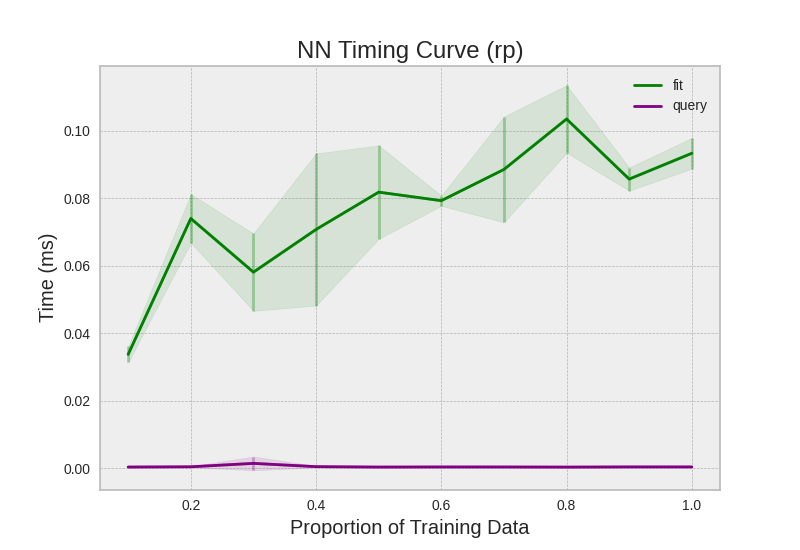 NN Timing Curve (rp)
fit
query
Time (ms)
0.10
0.08
0.06
0.04
0.02
0.00
0.2
0.4
0.6
0.8
1.0
Proportion of Training Data